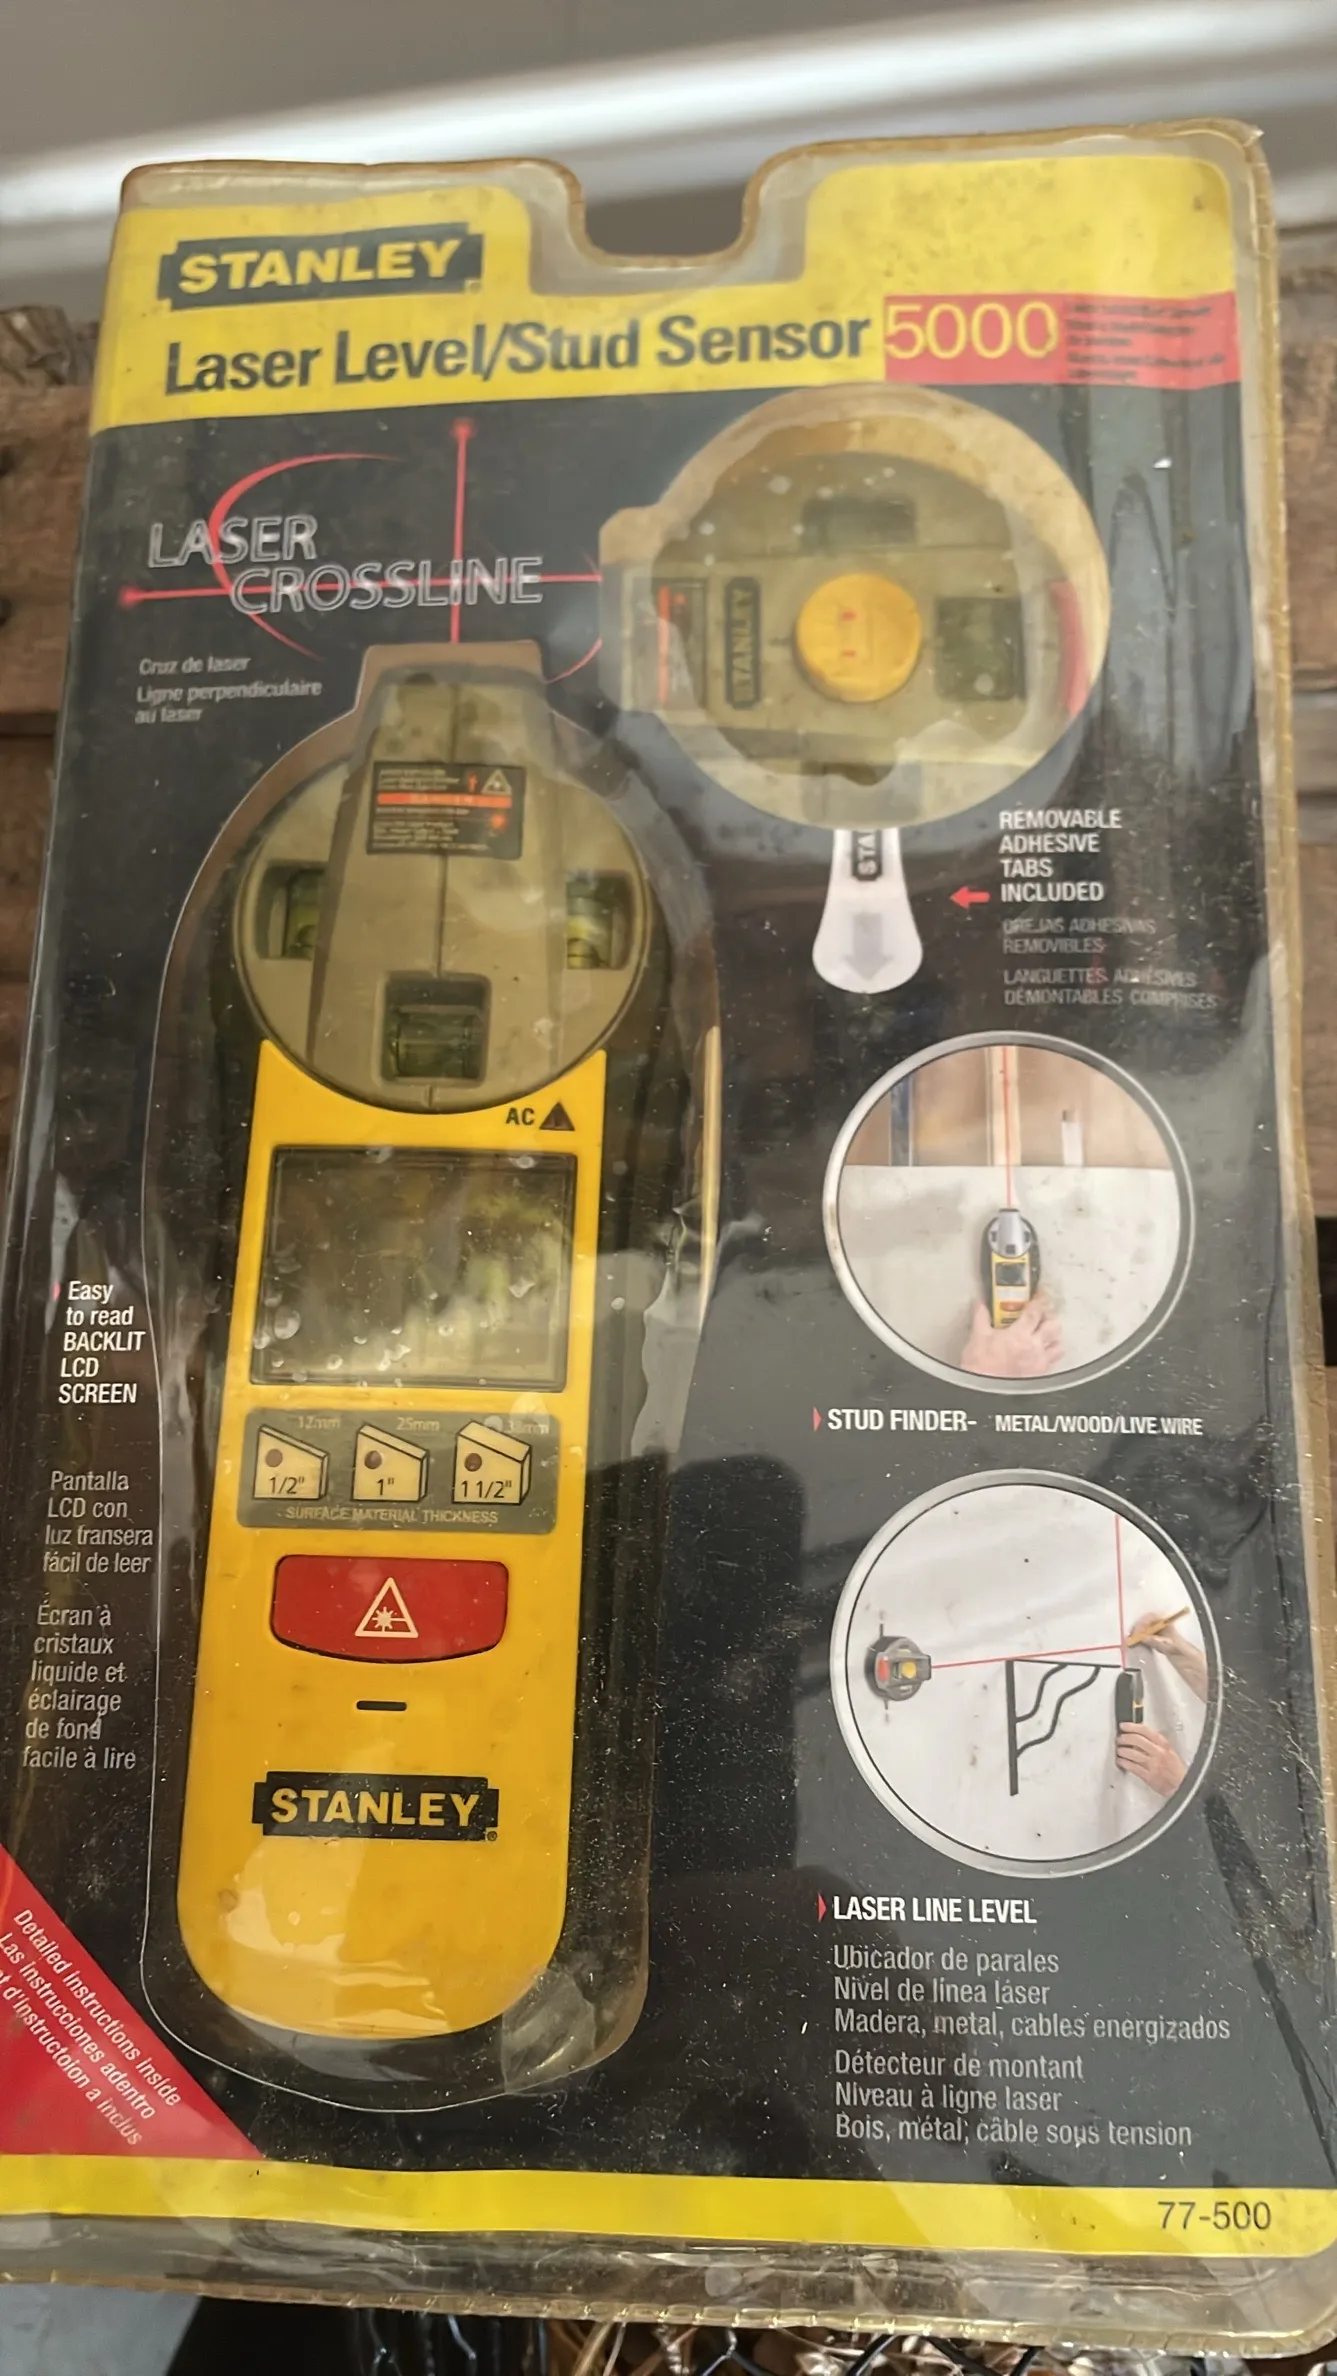 STANLEY
Laser Level/Stud Sensor 5000
LASER
CROSSLINE
Cruz de laser
Ligne perpendiculaire
au laser
STANLEY
STA
REMOVABLE
ADHESIVE
TABS
INCLUDED
OREJAS ADHESIVAS
REMOVIBLES
LANGUETTES ADHÉSIVES
DÉMONTABLES COMPRISES
AC
Easy
to read
BACKLIT
LCD
SCREEN
Pantalla
LCD con
luz transera
fácil de leer
Écran à
cristaux
liquide et
éclairage
de fond
facile à lire
12mm 25mm 38mm
1/2" 1" 1 1/2"
SURFACE MATERIAL THICKNESS
STANLEY
STUD FINDER- METAL/WOOD/LIVE WIRE
LASER LINE LEVEL
Ubicador de parales
Nivel de línea láser
Madera, metal, cables energizados
Détecteur de montant
Niveau à ligne laser
Bois, métal, câble sous tension
Detailed instructions inside
Las instrucciones adentro
d'instructoion a inclus
77-500